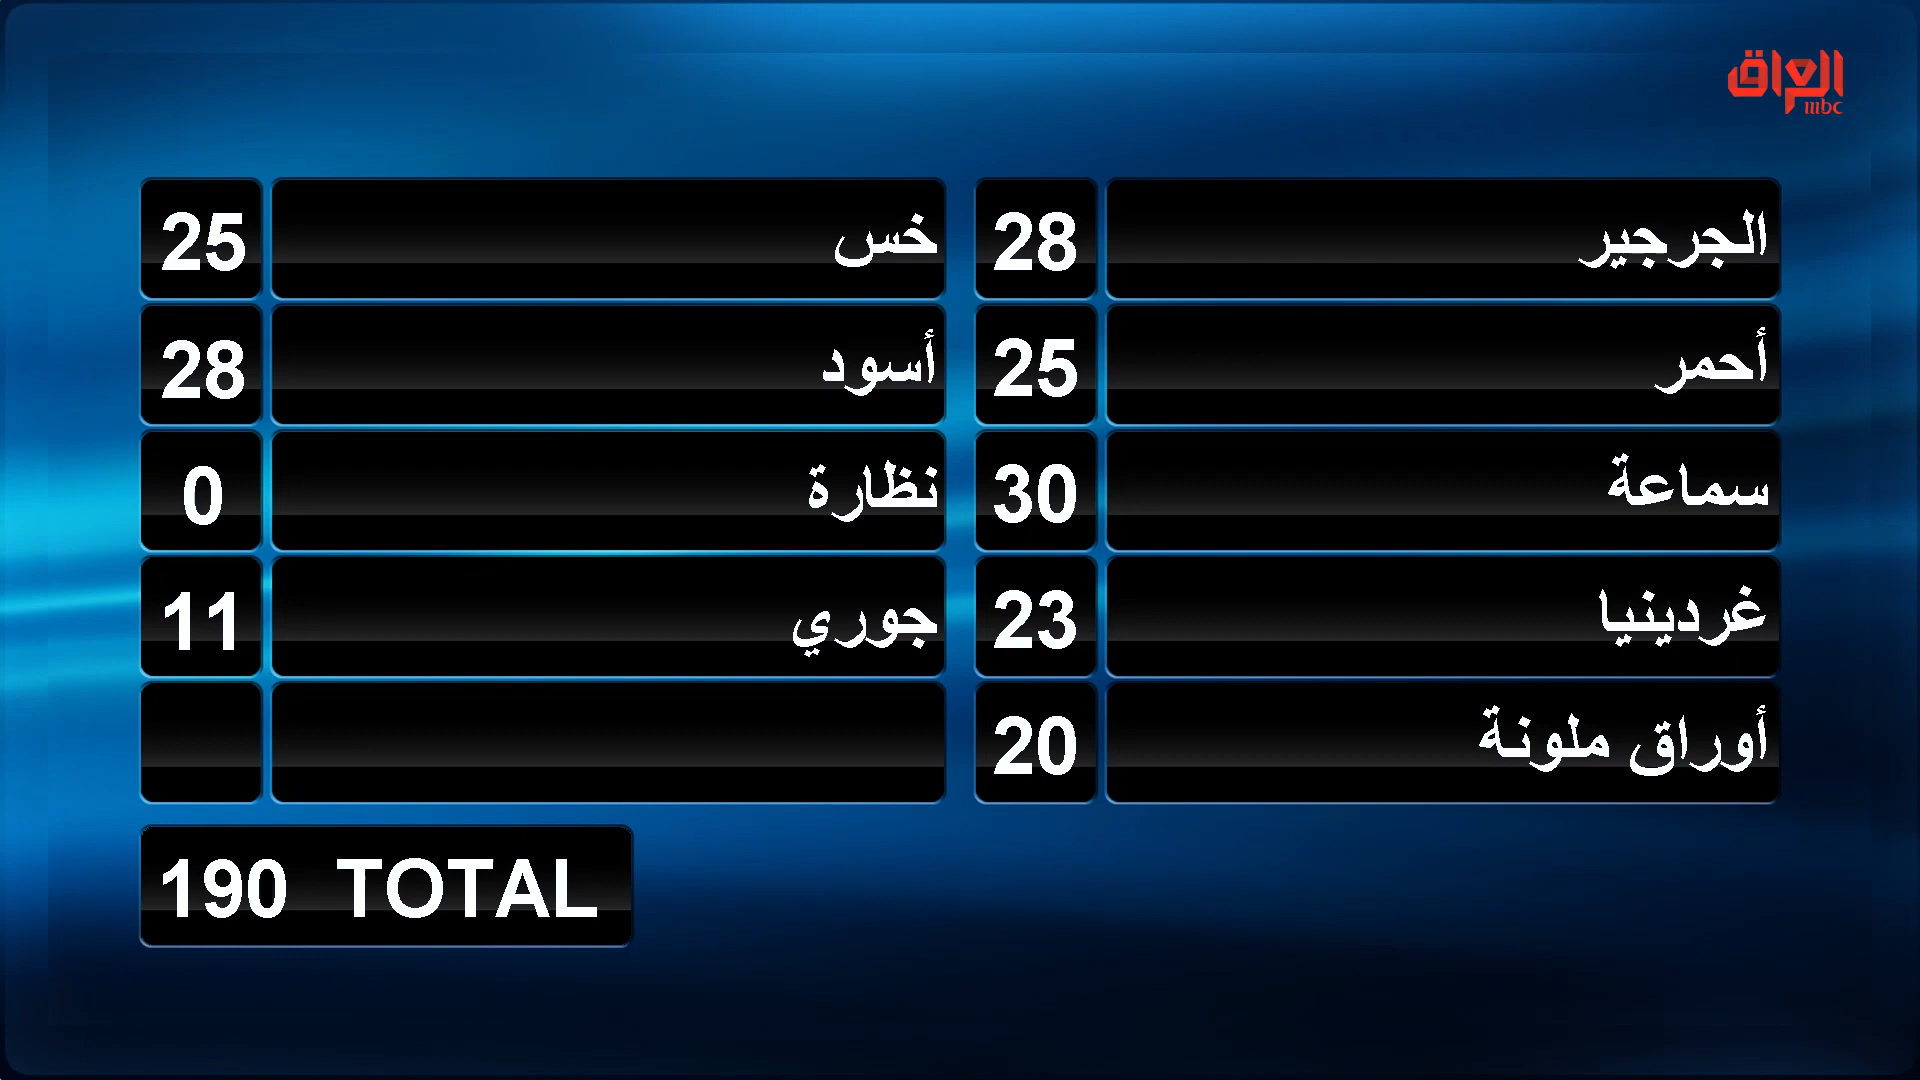 العراق
mbc
الجرجير 28
أحمر 25
سماعة 30
غردينيا 23
أوراق ملونة 20
خس 25
أسود 28
نظارة 0
جوري 11
190 TOTAL